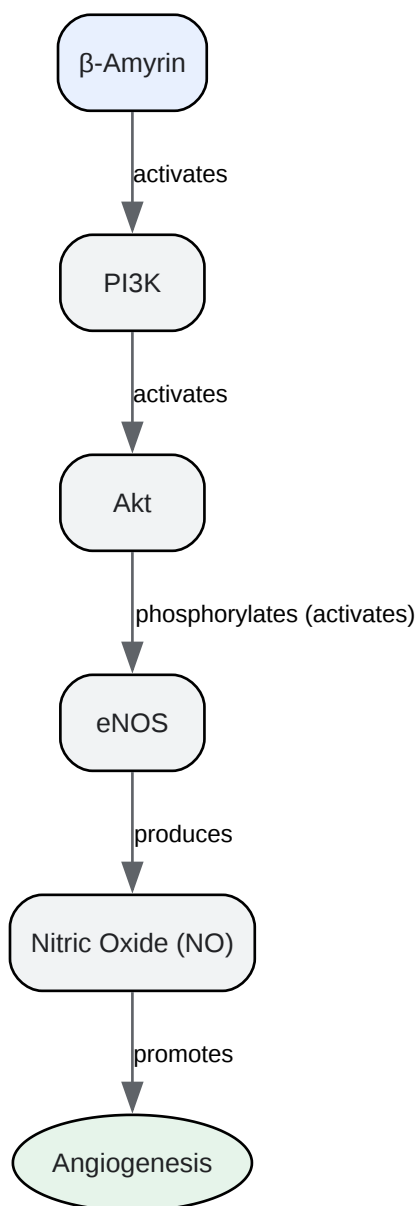 β-Amyrin
activates
PI3K
activates
Akt
phosphorylates (activates)
eNOS
produces
Nitric Oxide (NO)
promotes
Angiogenesis